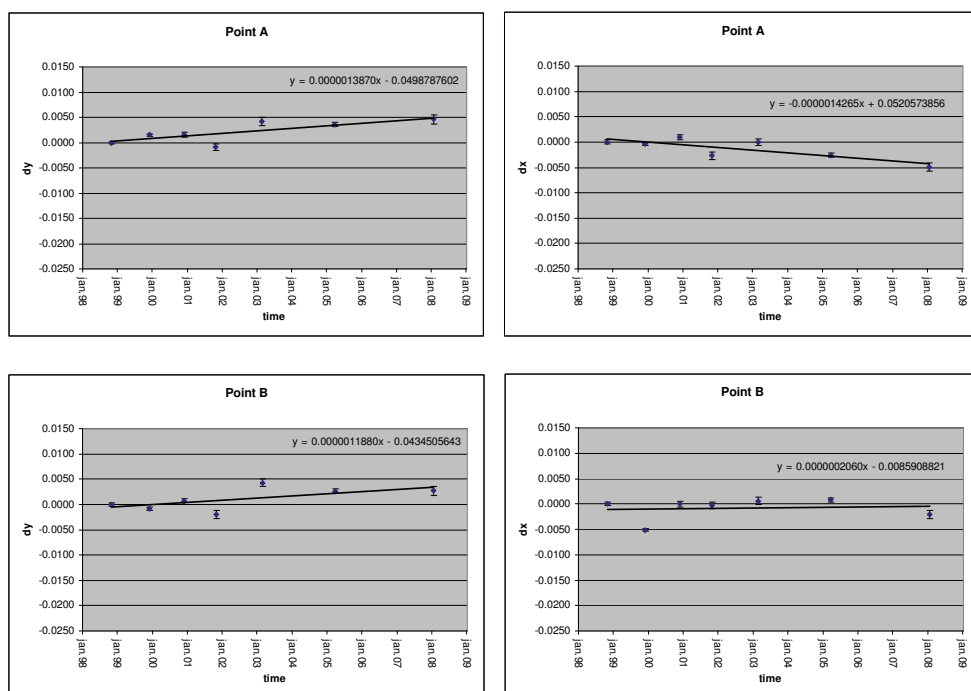 Point A
y = 0.0000013870x - 0.0498787602
0.0150
0.0100
0.0050
0.0000
-0.0050
-0.0100
-0.0150
-0.0200
-0.0250
dy
jan.98
jan.99
jan.00
jan.01
jan.02
jan.03
jan.04
jan.05
jan.06
jan.07
jan.08
jan.09
time
Point A
y = -0.0000014265x + 0.0520573856
0.0150
0.0100
0.0050
0.0000
-0.0050
-0.0100
-0.0150
-0.0200
-0.0250
dx
jan.98
jan.99
jan.00
jan.01
jan.02
jan.03
jan.04
jan.05
jan.06
jan.07
jan.08
jan.09
time
Point B
y = 0.0000011880x - 0.0434505643
0.0150
0.0100
0.0050
0.0000
-0.0050
-0.0100
-0.0150
-0.0200
-0.0250
dy
jan.98
jan.99
jan.00
jan.01
jan.02
jan.03
jan.04
jan.05
jan.06
jan.07
jan.08
jan.09
time
Point B
y = 0.0000002060x - 0.0085908821
0.0150
0.0100
0.0050
0.0000
-0.0050
-0.0100
-0.0150
-0.0200
-0.0250
dx
jan.98
jan.99
jan.00
jan.01
jan.02
jan.03
jan.04
jan.05
jan.06
jan.07
jan.08
jan.09
time